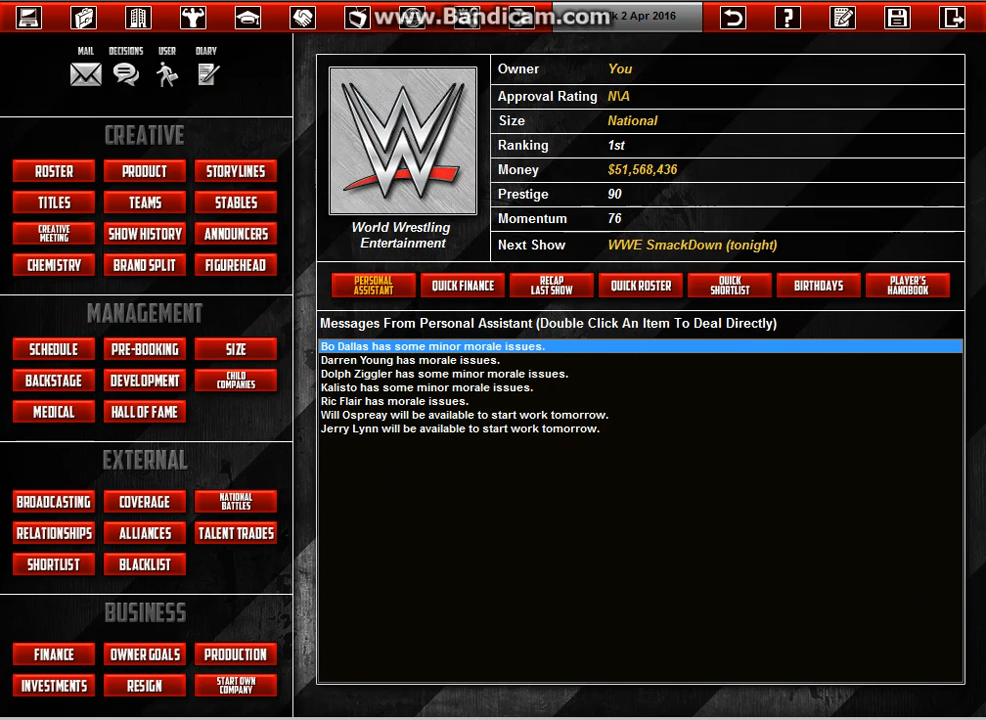 www.Bandicam.com
k 2 Apr 2016
MAIL DECISIONS USER DIARY
CREATIVE
ROSTER PRODUCT STORYLINES
TITLES TEAMS STABLES
CREATIVE MEETING SHOW HISTORY ANNOUNCERS
CHEMISTRY BRAND SPLIT FIGUREHEAD
MANAGEMENT
SCHEDULE PRE-BOOKING SIZE
BACKSTAGE DEVELOPMENT CHILD COMPANIES
MEDICAL HALL OF FAME
EXTERNAL
BROADCASTING COVERAGE NATIONAL BATTLES
RELATIONSHIPS ALLIANCES TALENT TRADES
SHORTLIST BLACKLIST
BUSINESS
FINANCE OWNER GOALS PRODUCTION
INVESTMENTS RESIGN START OWN COMPANY
World Wrestling
Entertainment
Owner You
Approval Rating N\A
Size National
Ranking 1st
Money $51,568,436
Prestige 90
Momentum 76
Next Show WWE SmackDown (tonight)
PERSONAL ASSISTANT QUICK FINANCE RECAP LAST SHOW QUICK ROSTER QUICK SHORTLIST BIRTHDAYS PLAYER'S HANDBOOK
Messages From Personal Assistant (Double Click An Item To Deal Directly)
Bo Dallas has some minor morale issues.
Darren Young has morale issues.
Dolph Ziggler has some minor morale issues.
Kalisto has some minor morale issues.
Ric Flair has morale issues.
Will Ospreay will be available to start work tomorrow.
Jerry Lynn will be available to start work tomorrow.